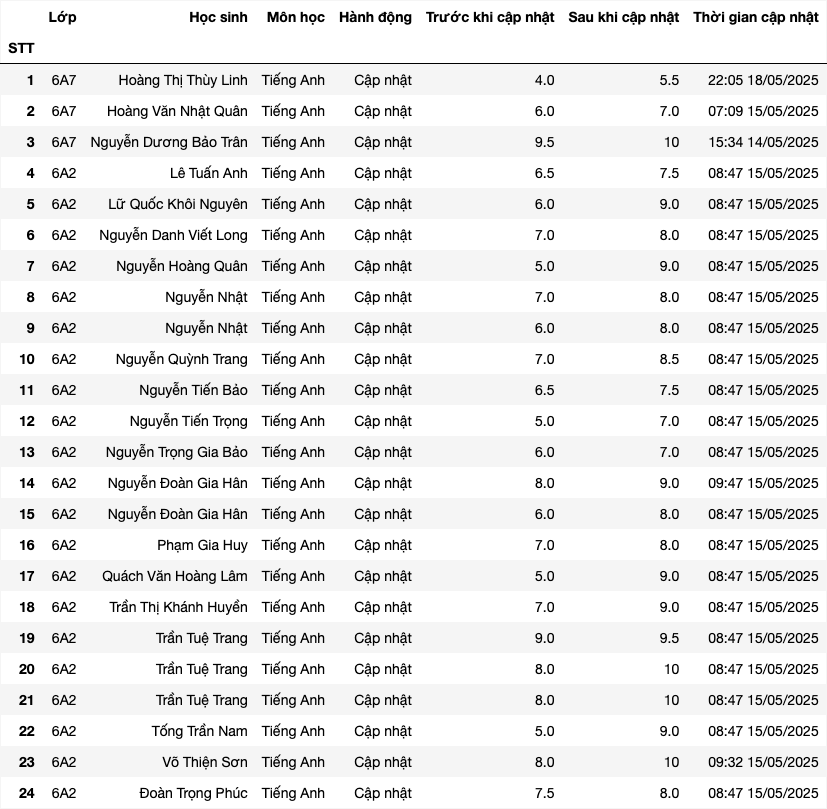 Lớp Học sinh Môn học Hành động Trước khi cập nhật Sau khi cập nhật Thời gian cập nhật
STT
1 6A7 Hoàng Thị Thùy Linh Tiếng Anh Cập nhật 4.0 5.5 22:05 18/05/2025
2 6A7 Hoàng Văn Nhật Quân Tiếng Anh Cập nhật 6.0 7.0 07:09 15/05/2025
3 6A7 Nguyễn Dương Bảo Trân Tiếng Anh Cập nhật 9.5 10 15:34 14/05/2025
4 6A2 Lê Tuấn Anh Tiếng Anh Cập nhật 6.5 7.5 08:47 15/05/2025
5 6A2 Lữ Quốc Khôi Nguyên Tiếng Anh Cập nhật 6.0 9.0 08:47 15/05/2025
6 6A2 Nguyễn Danh Viết Long Tiếng Anh Cập nhật 7.0 8.0 08:47 15/05/2025
7 6A2 Nguyễn Hoàng Quân Tiếng Anh Cập nhật 5.0 9.0 08:47 15/05/2025
8 6A2 Nguyễn Nhật Tiếng Anh Cập nhật 7.0 8.0 08:47 15/05/2025
9 6A2 Nguyễn Nhật Tiếng Anh Cập nhật 6.0 8.0 08:47 15/05/2025
10 6A2 Nguyễn Quỳnh Trang Tiếng Anh Cập nhật 7.0 8.5 08:47 15/05/2025
11 6A2 Nguyễn Tiến Bảo Tiếng Anh Cập nhật 6.5 7.5 08:47 15/05/2025
12 6A2 Nguyễn Tiến Trọng Tiếng Anh Cập nhật 5.0 7.0 08:47 15/05/2025
13 6A2 Nguyễn Trọng Gia Bảo Tiếng Anh Cập nhật 6.0 7.0 08:47 15/05/2025
14 6A2 Nguyễn Đoàn Gia Hân Tiếng Anh Cập nhật 8.0 9.0 09:47 15/05/2025
15 6A2 Nguyễn Đoàn Gia Hân Tiếng Anh Cập nhật 6.0 8.0 08:47 15/05/2025
16 6A2 Phạm Gia Huy Tiếng Anh Cập nhật 7.0 8.0 08:47 15/05/2025
17 6A2 Quách Văn Hoàng Lâm Tiếng Anh Cập nhật 5.0 9.0 08:47 15/05/2025
18 6A2 Trần Thị Khánh Huyền Tiếng Anh Cập nhật 7.0 9.0 08:47 15/05/2025
19 6A2 Trần Tuệ Trang Tiếng Anh Cập nhật 9.0 9.5 08:47 15/05/2025
20 6A2 Trần Tuệ Trang Tiếng Anh Cập nhật 8.0 10 08:47 15/05/2025
21 6A2 Trần Tuệ Trang Tiếng Anh Cập nhật 8.0 10 08:47 15/05/2025
22 6A2 Tống Trần Nam Tiếng Anh Cập nhật 5.0 9.0 08:47 15/05/2025
23 6A2 Võ Thiện Sơn Tiếng Anh Cập nhật 8.0 10 09:32 15/05/2025
24 6A2 Đoàn Trọng Phúc Tiếng Anh Cập nhật 7.5 8.0 08:47 15/05/2025